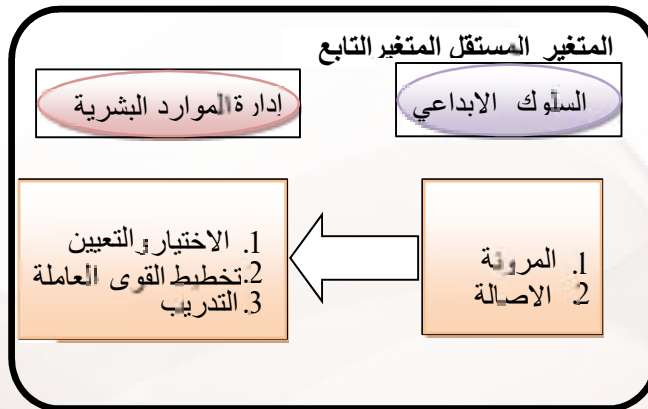 المتغير المستقل المتغير التابع
السلوك الابداعي
إدارة الموارد البشرية
1. المرونة
2. الاصالة
1. الاختيار والتعيين
2. تخطيط القوى العاملة
3. التدريب